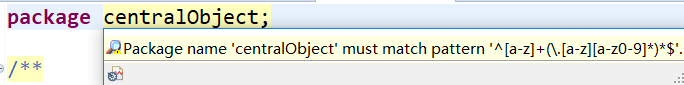 package centralObject;
Package name 'centralObject' must match pattern '^[a-z]+(\.[a-z][a-z0-9]*)*$'.
/**